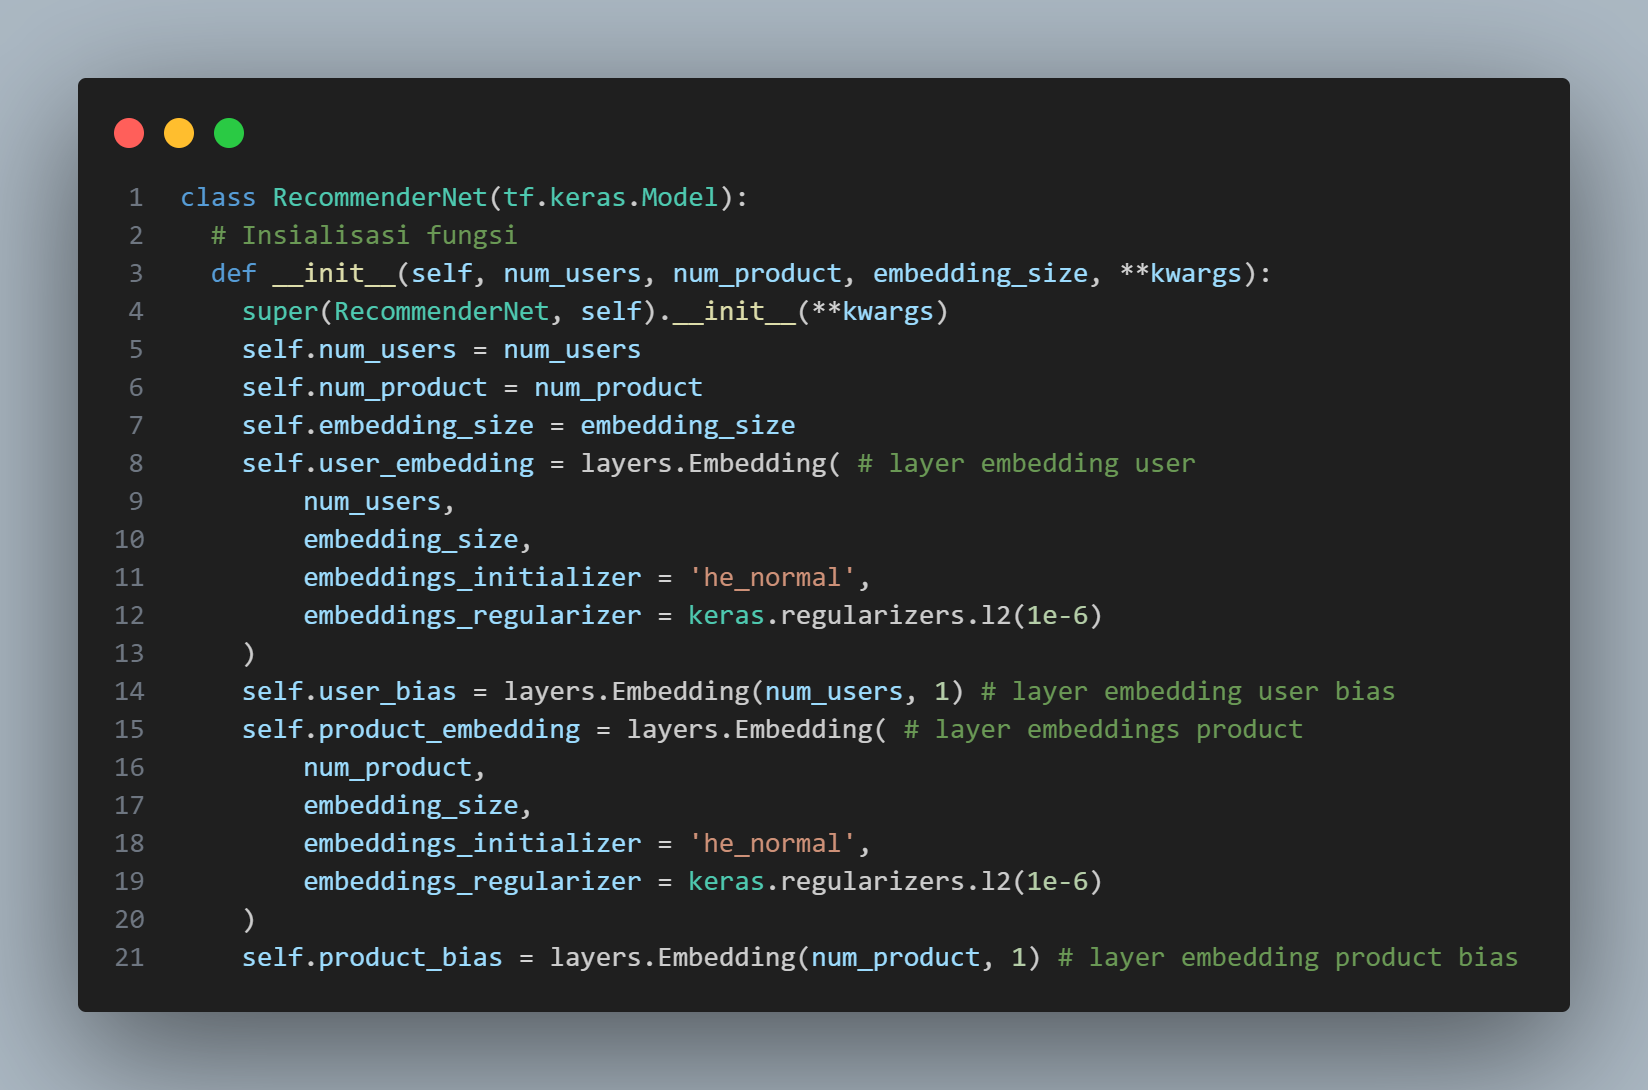 1 class RecommenderNet(tf.keras.Model):
2   # Insialisasi fungsi
3   def __init__(self, num_users, num_product, embedding_size, **kwargs):
4     super(RecommenderNet, self).__init__(**kwargs)
5     self.num_users = num_users
6     self.num_product = num_product
7     self.embedding_size = embedding_size
8     self.user_embedding = layers.Embedding( # layer embedding user
9         num_users,
10         embedding_size,
11         embeddings_initializer = 'he_normal',
12         embeddings_regularizer = keras.regularizers.l2(1e-6)
13     )
14     self.user_bias = layers.Embedding(num_users, 1) # layer embedding user bias
15     self.product_embedding = layers.Embedding( # layer embeddings product
16         num_product,
17         embedding_size,
18         embeddings_initializer = 'he_normal',
19         embeddings_regularizer = keras.regularizers.l2(1e-6)
20     )
21     self.product_bias = layers.Embedding(num_product, 1) # layer embedding product bias